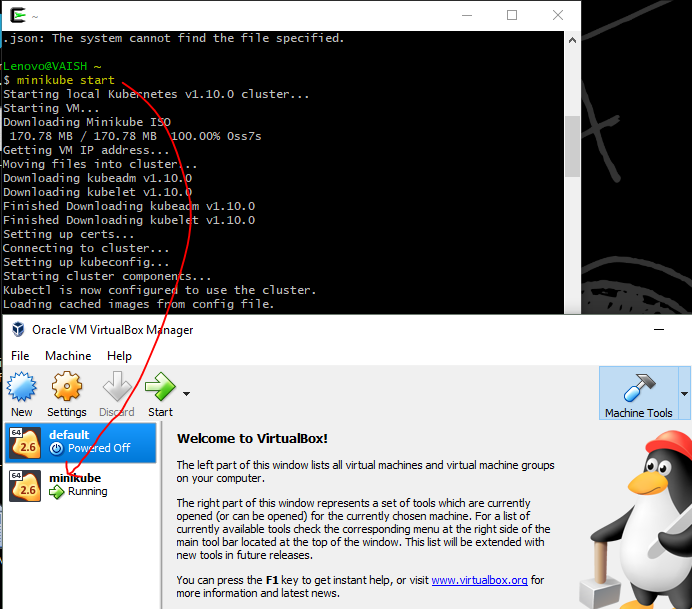 ~
.json: The system cannot find the file specified.
Lenovo@VAISH ~
$ minikube start
Starting local Kubernetes v1.10.0 cluster...
Starting VM...
Downloading Minikube ISO
170.78 MB / 170.78 MB 100.00% 0ss7s
Getting VM IP address...
Moving files into cluster...
Downloading kubeadm v1.10.0
Downloading kubelet v1.10.0
Finished Downloading kubeadm v1.10.0
Finished Downloading kubelet v1.10.0
Setting up certs...
Connecting to cluster...
Setting up kubeconfig...
Starting cluster components...
Kubectl is now configured to use the cluster.
Loading cached images from config file.
Oracle VM VirtualBox Manager
File Machine Help
New Settings Discard Start Machine Tools
64 default
2.6 Powered Off
64 minikube
2.6 Running
Welcome to VirtualBox!
The left part of this window lists all virtual machines and virtual machine groups
on your computer.
The right part of this window represents a set of tools which are currently
opened (or can be opened) for the currently chosen machine. For a list of
currently available tools check the corresponding menu at the right side of the
main tool bar located at the top of the window. This list will be extended with
new tools in future releases.
You can press the F1 key to get instant help, or visit www.virtualbox.org for
more information and latest news.